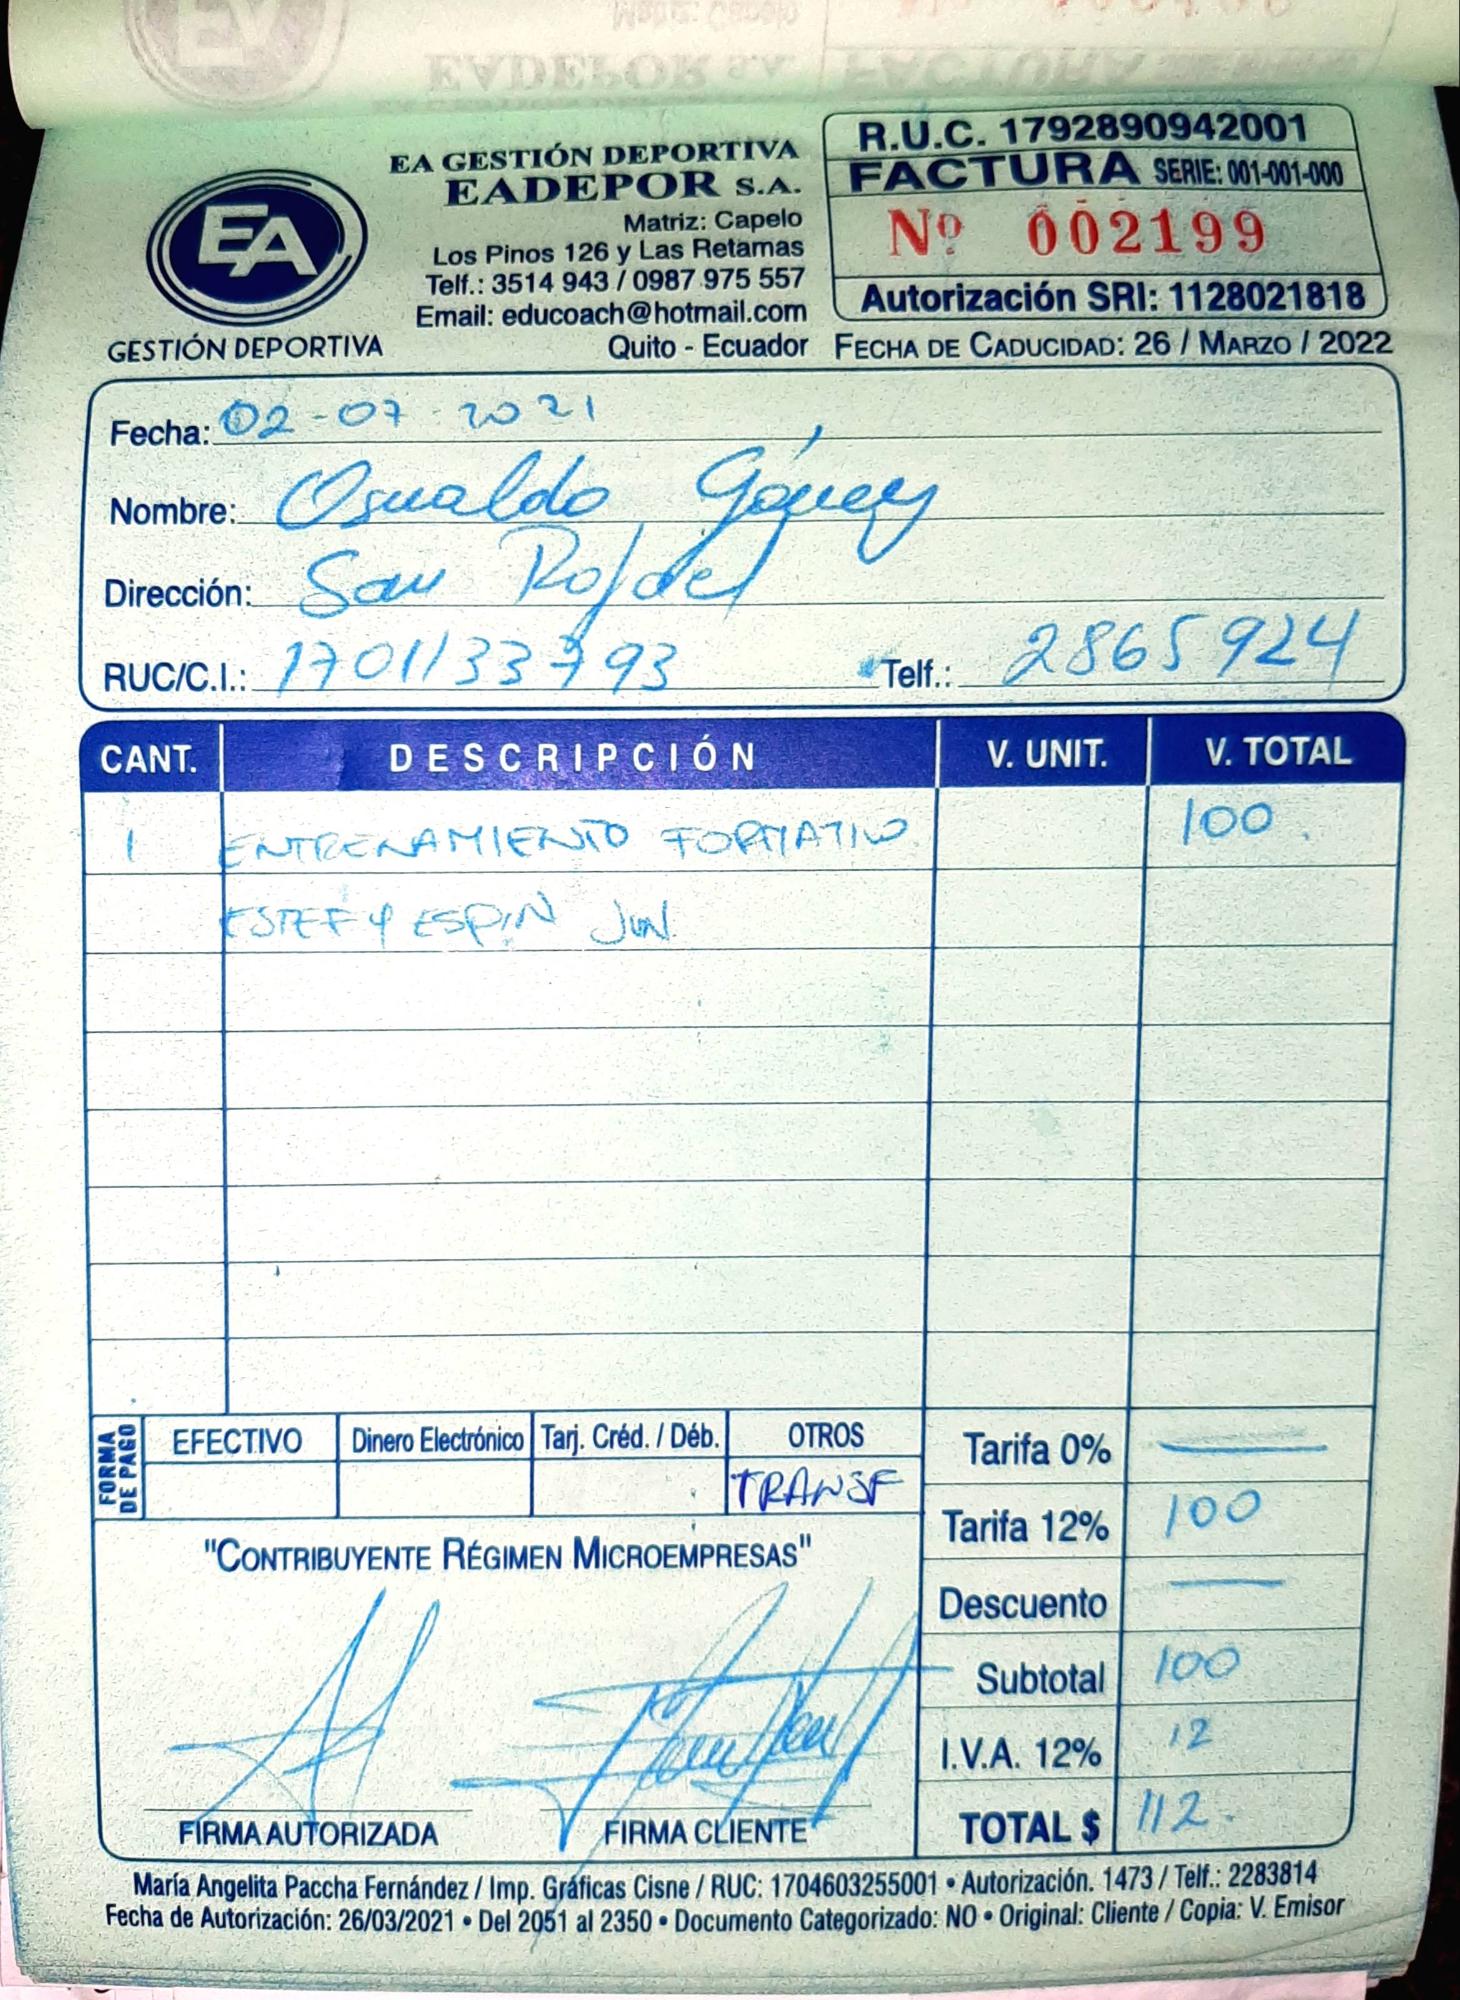 EA GESTIÓN DEPORTIVA
EADEPOR S.A.
Matriz: Capelo
Los Pinos 126 y Las Retamas
Telf.: 3514 943 / 0987 975 557
Email: educoach@hotmail.com
Quito - Ecuador
EA
GESTIÓN DEPORTIVA
R.U.C. 1792890942001
FACTURA SERIE: 001-001-000
Nº 002199
Autorización SRI: 1128021818
FECHA DE CADUCIDAD: 26 / MARZO / 2022
Fecha: 02-07-2021
Nombre: Oswaldo
Dirección: San Rafael
RUC/C.I.: 1701133793 Telf.: 2865924
CANT. DESCRIPCIÓN V. UNIT. V. TOTAL
1 ENTRENAMIENTO FORMATIVO 100
ESTEFY ESPIN JUN.
FORMA DE PAGO
EFECTIVO Dinero Electrónico Tarj. Créd. / Déb. OTROS
TRANSF
Tarifa 0% —
Tarifa 12% 100
Descuento —
Subtotal 100
I.V.A. 12% 12
TOTAL $ 112.
"CONTRIBUYENTE RÉGIMEN MICROEMPRESAS"
FIRMA AUTORIZADA FIRMA CLIENTE
María Angelita Paccha Fernández / Imp. Gráficas Cisne / RUC: 1704603255001 • Autorización. 1473 / Telf.: 2283814
Fecha de Autorización: 26/03/2021 • Del 2051 al 2350 • Documento Categorizado: NO • Original: Cliente / Copia: V. Emisor